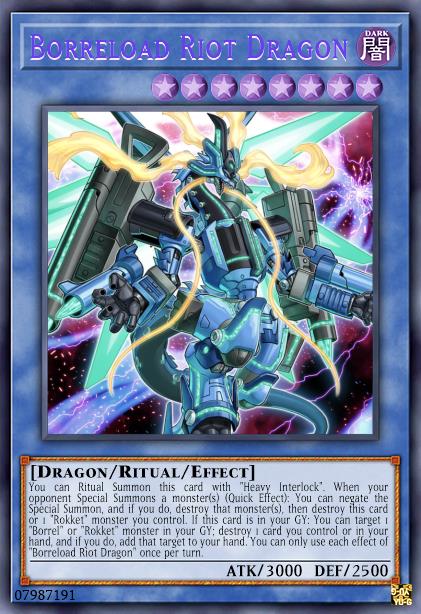 Borreload Riot Dragon
DARK
闇
[Dragon/Ritual/Effect]
You can Ritual Summon this card with "Heavy Interlock". When your
opponent Special Summons a monster(s) (Quick Effect): You can negate the
Special Summon, and if you do, destroy that monster(s), then destroy this card
or 1 "Rokket" monster you control. If this card is in your GY: You can target 1
"Borrel" or "Rokket" monster in your GY; destroy 1 card you control or in your
hand, and if you do, add that target to your hand. You can only use each effect of
"Borreload Riot Dragon" once per turn.
ATK/3000 DEF/2500
07987191